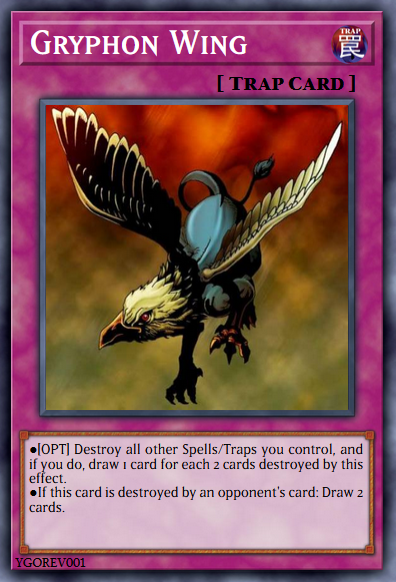 Gryphon Wing
TRAP
罠
[ Trap Card ]
●[OPT] Destroy all other Spells/Traps you control, and
if you do, draw 1 card for each 2 cards destroyed by this
effect.
●If this card is destroyed by an opponent's card: Draw 2
cards.
YGOREV001